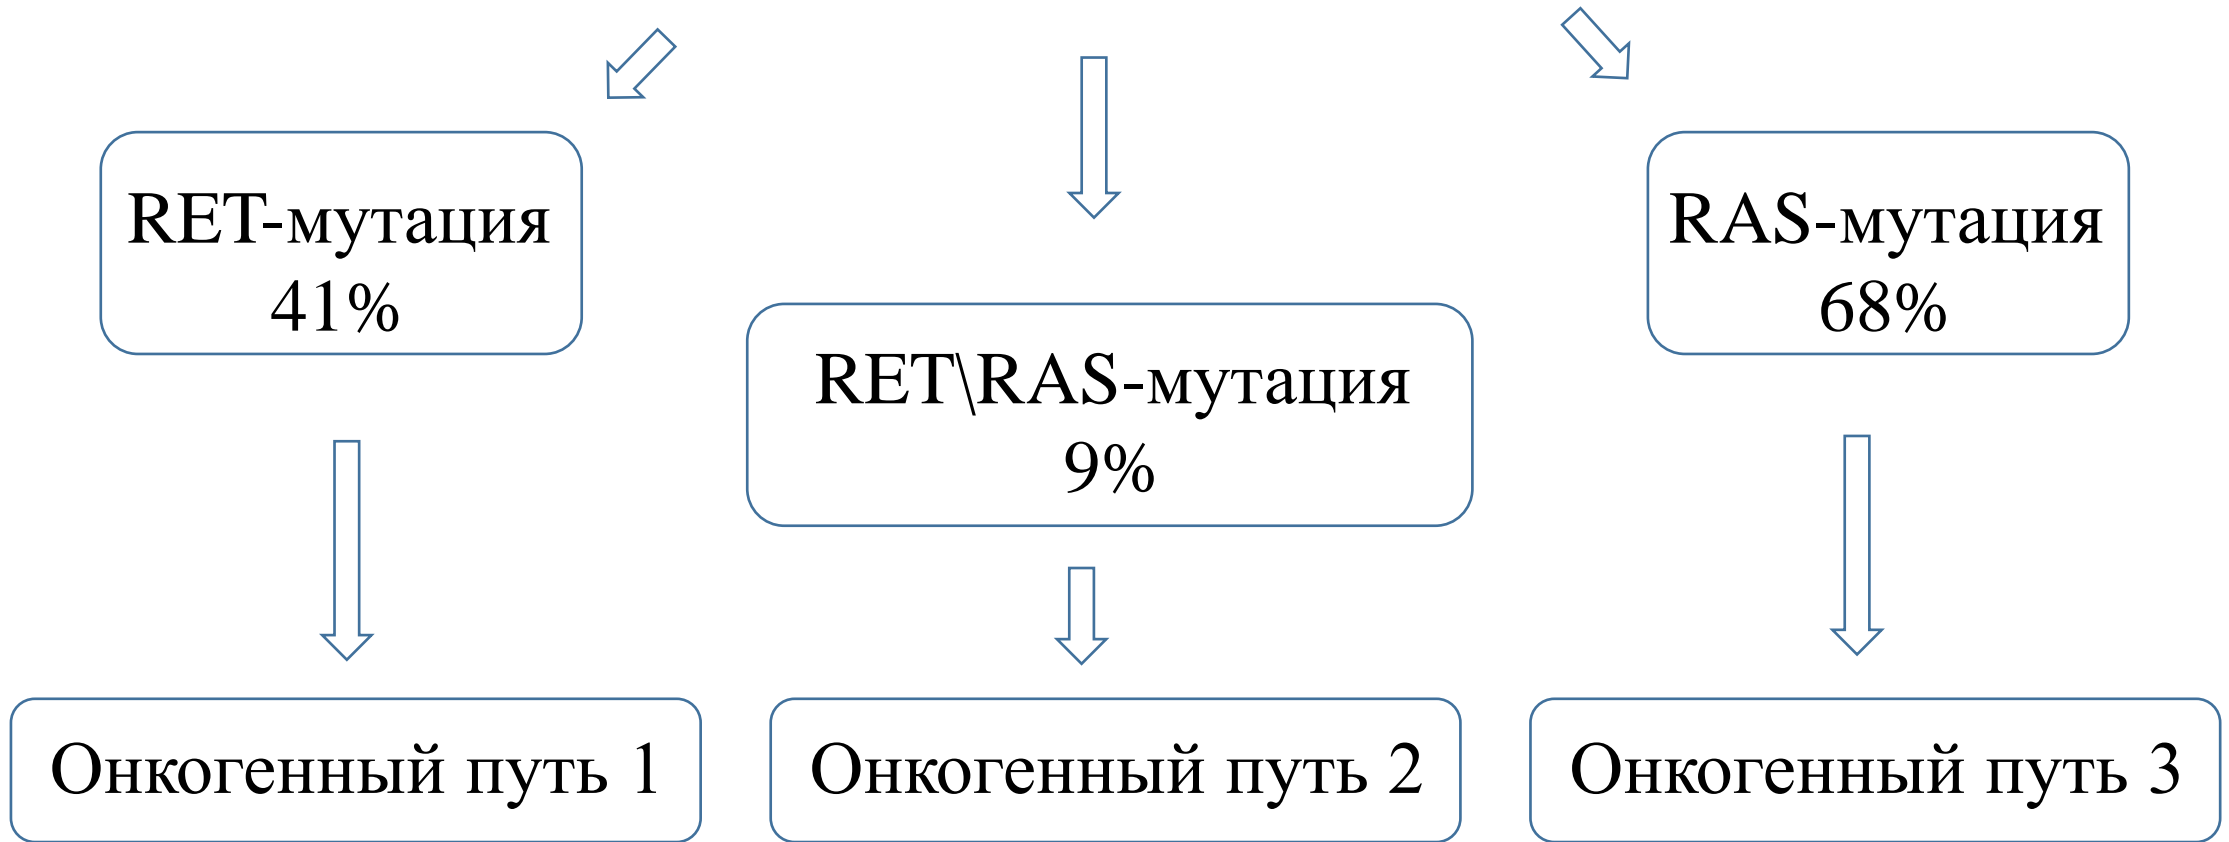 RET-мутация
41%
RET\RAS-мутация
9%
RAS-мутация
68%
Онкогенный путь 1
Онкогенный путь 2
Онкогенный путь 3